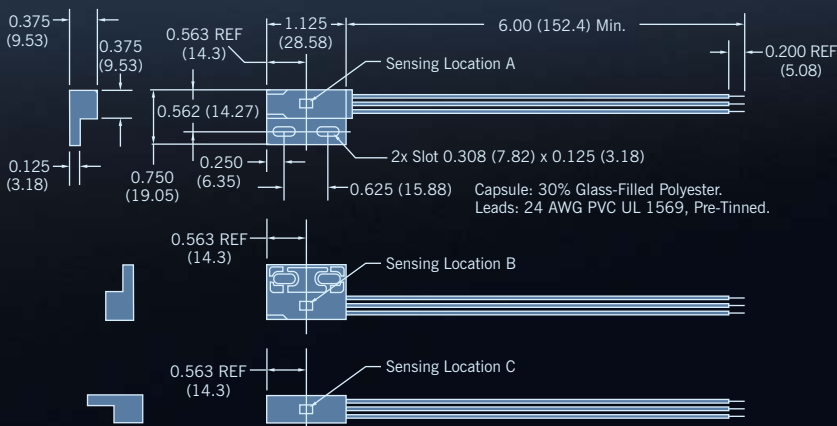 0.375
(9.53)
0.375
(9.53)
0.563 REF
(14.3)
1.125
(28.58)
6.00 (152.4) Min.
0.200 REF
(5.08)
Sensing Location A
0.562 (14.27)
2x Slot 0.308 (7.82) x 0.125 (3.18)
0.125
(3.18)
0.750
(19.05)
0.250
(6.35)
0.625 (15.88)
Capsule: 30% Glass-Filled Polyester.
Leads: 24 AWG PVC UL 1569, Pre-Tinned.
0.563 REF
(14.3)
Sensing Location B
0.563 REF
(14.3)
Sensing Location C